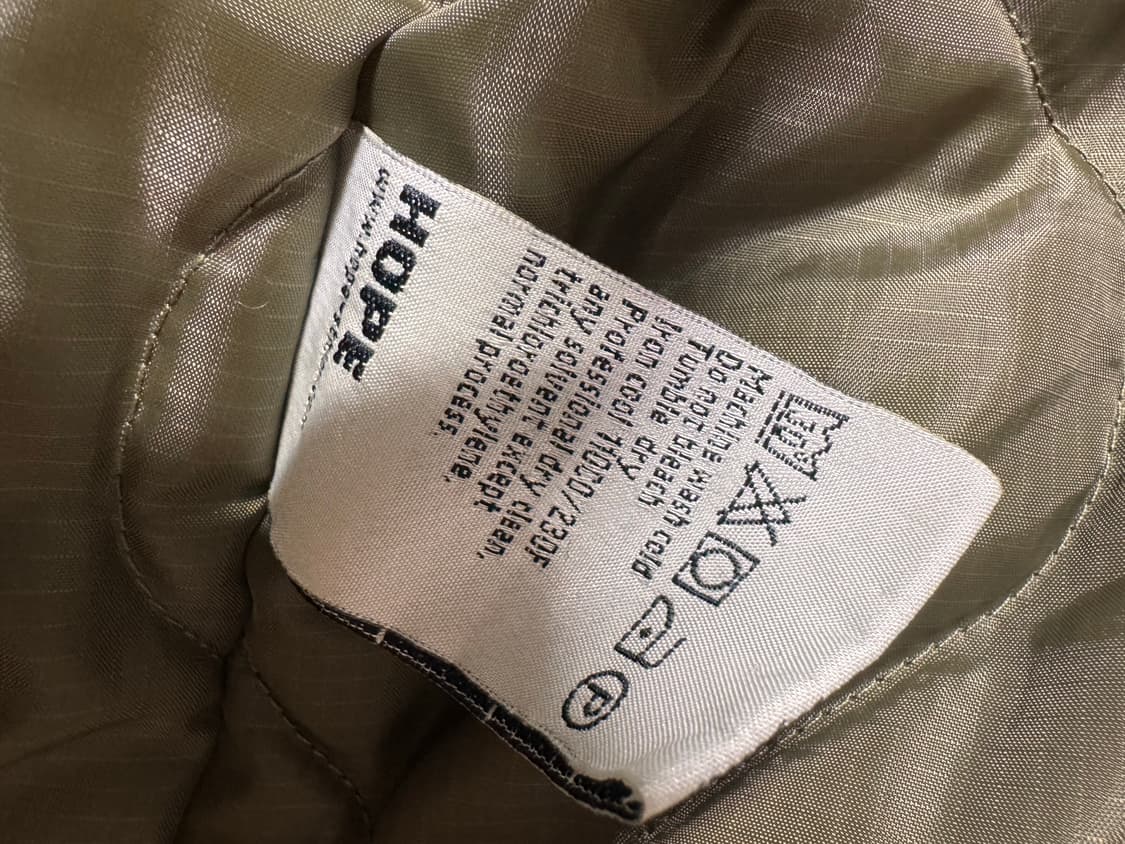 30
P
Machine wash cold
Do not bleach
Tumble dry
Iron cool 110C/230F
Professional dry clean,
any solvent except
trichloroethylene,
normal process.
HOPE